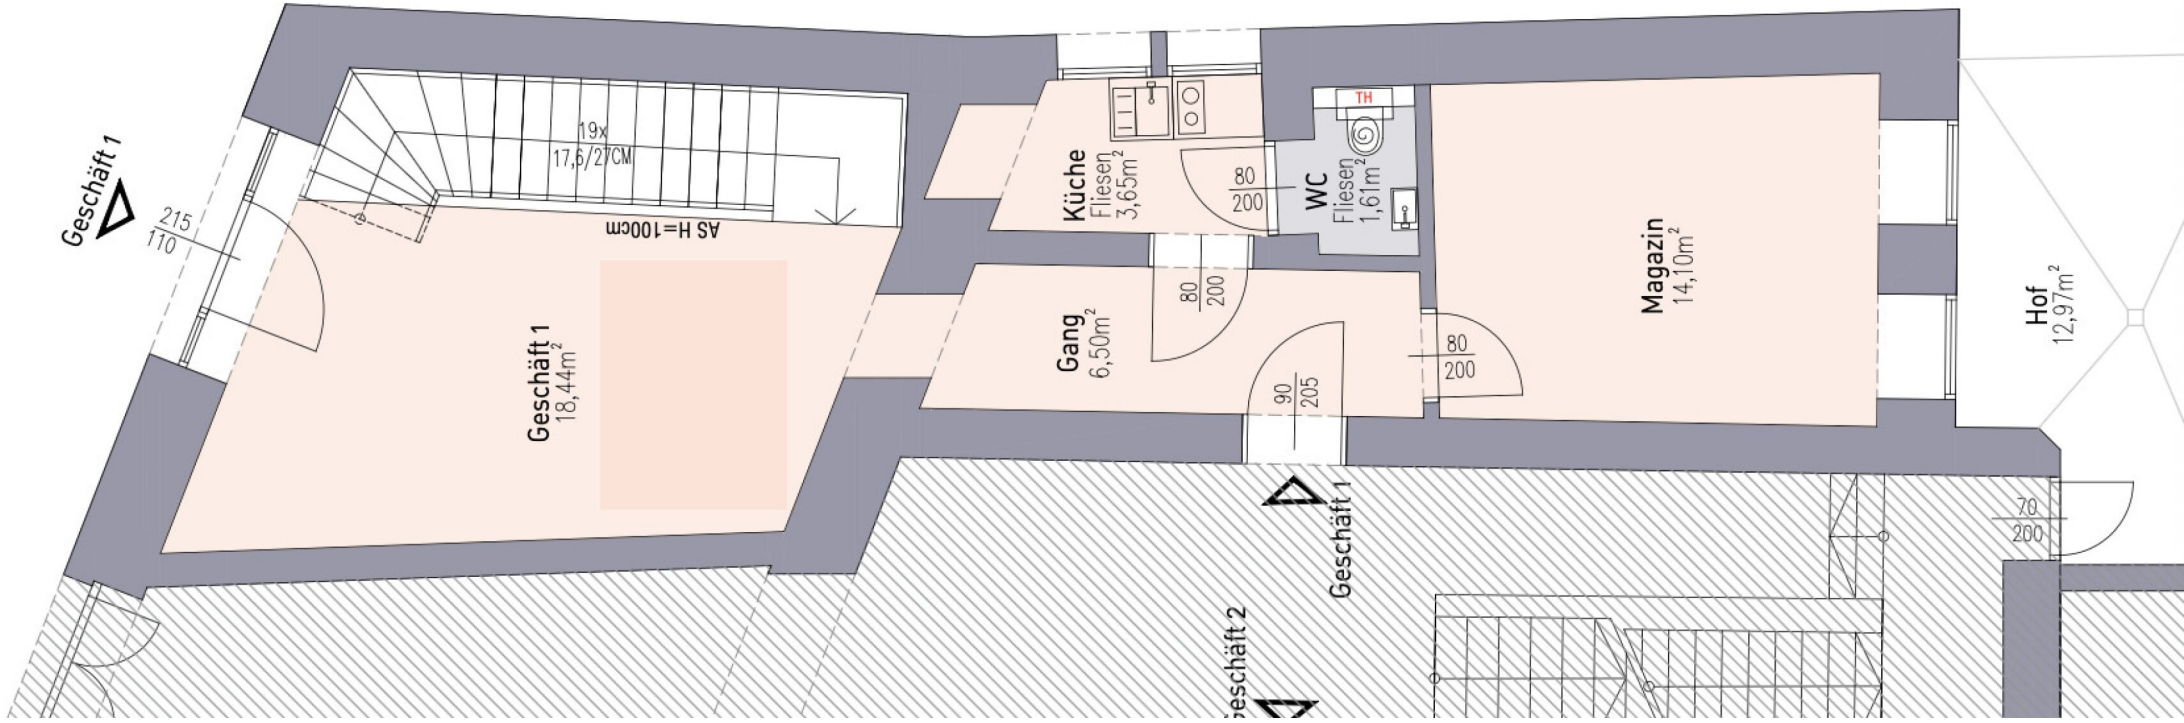 Geschäft 1
215
110
19x
17,6/27CM
AS H=100cm
Geschäft 1
18,44m²
Küche
Fliesen
3,65m²
80
200
TH
WC
Fliesen
1,61m²
Gang
6,50m²
80
200
90
205
80
200
Magazin
14,10m²
Hof
12,97m²
70
200
Geschäft 1
Geschäft 2